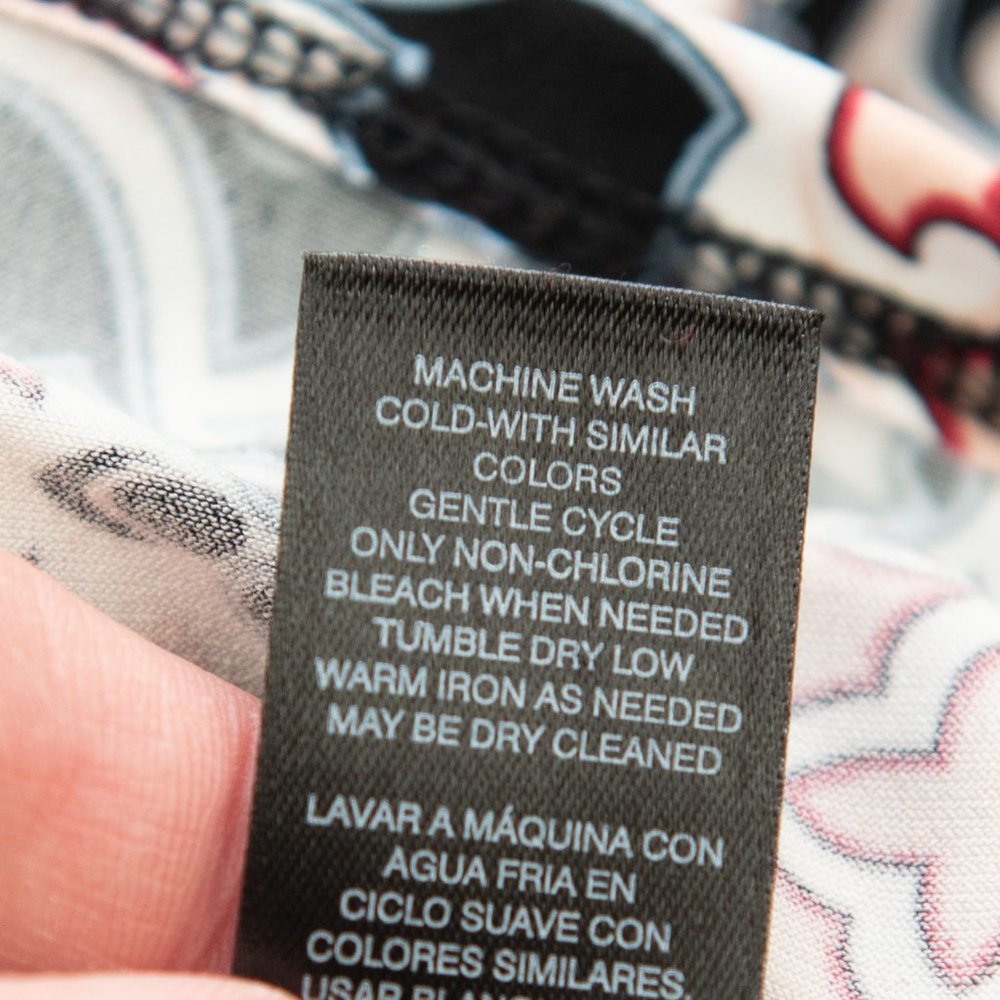 MACHINE WASH
COLD-WITH SIMILAR
COLORS
GENTLE CYCLE
ONLY NON-CHLORINE
BLEACH WHEN NEEDED
TUMBLE DRY LOW
WARM IRON AS NEEDED
MAY BE DRY CLEANED
LAVAR A MÁQUINA CON
AGUA FRIA EN
CICLO SUAVE CON
COLORES SIMILARES.
USAR